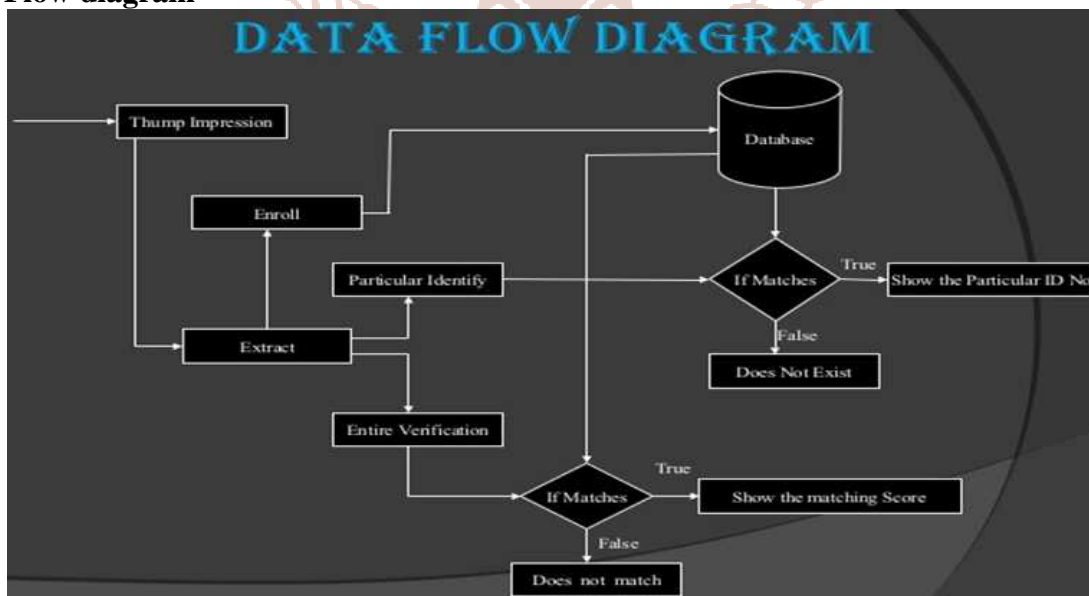 Flow diagram
DATA FLOW DIAGRAM
Thump Impression
Database
Enroll
Particular Identify
If Matches
True
Show the Particular ID No
False
Extract
Does Not Exist
Entire Verification
If Matches
True
Show the matching Score
False
Does not match